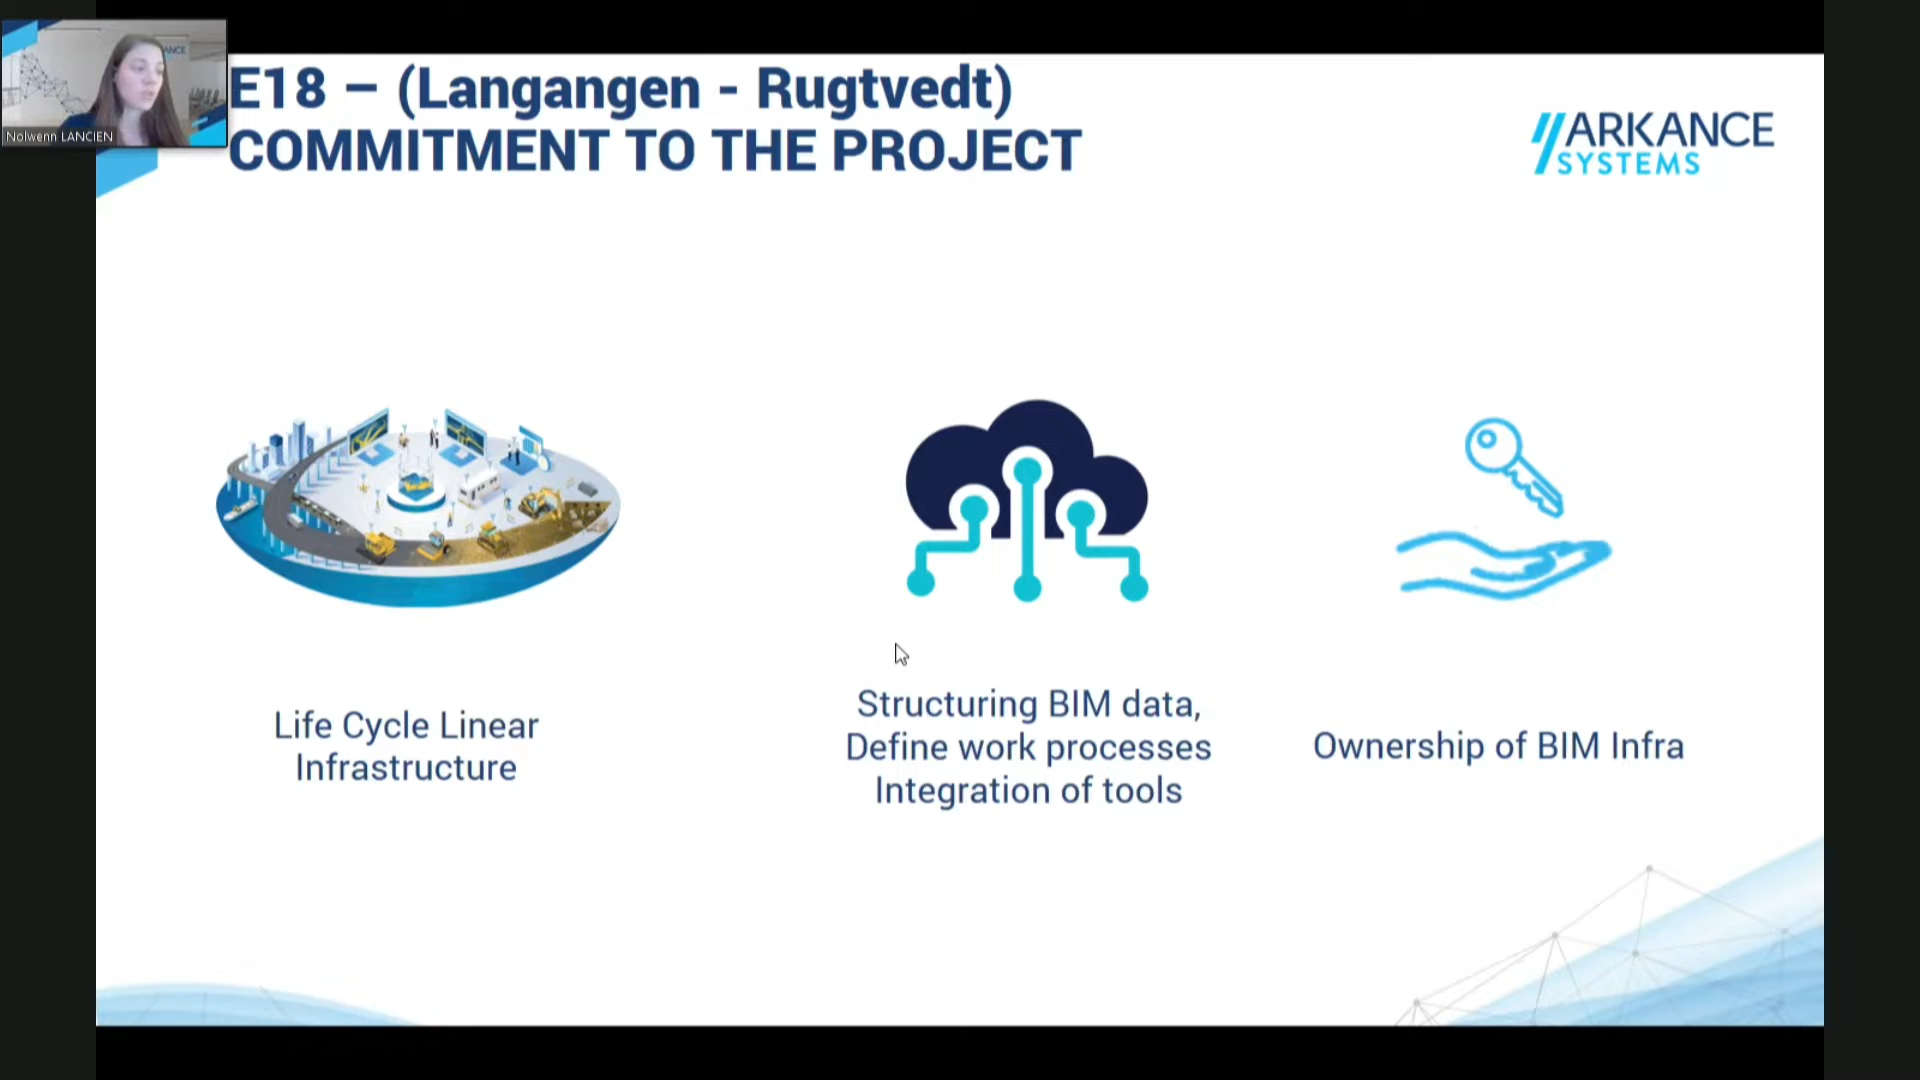 E18 – (Langangen - Rugtvedt)
COMMITMENT TO THE PROJECT
ARKANCE
SYSTEMS
ANCE
Nolwenn LANCIEN
Life Cycle Linear
Infrastructure
Structuring BIM data,
Define work processes
Integration of tools
Ownership of BIM Infra